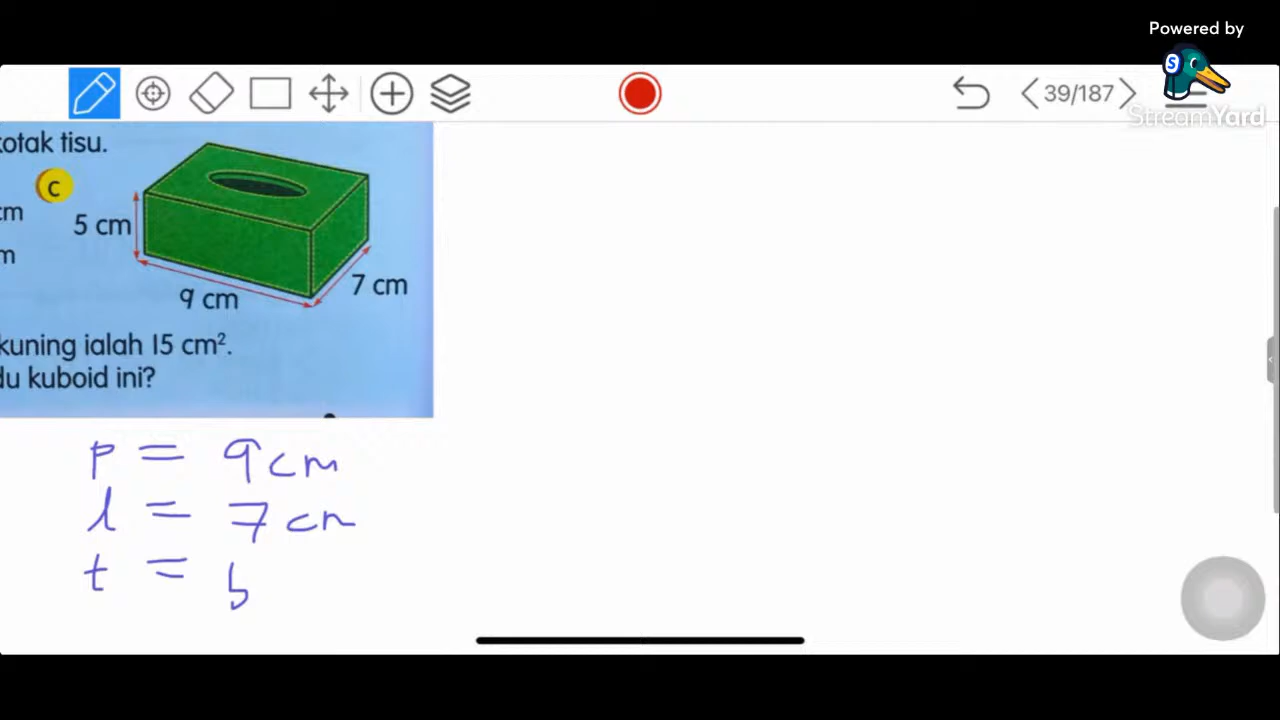 Powered by
StreamYard
39/187
otak tisu.
c
cm
5 cm
m
7 cm
9 cm
kuning ialah 15 cm².
du kuboid ini?
p = 9 cm
l = 7 cm
t =